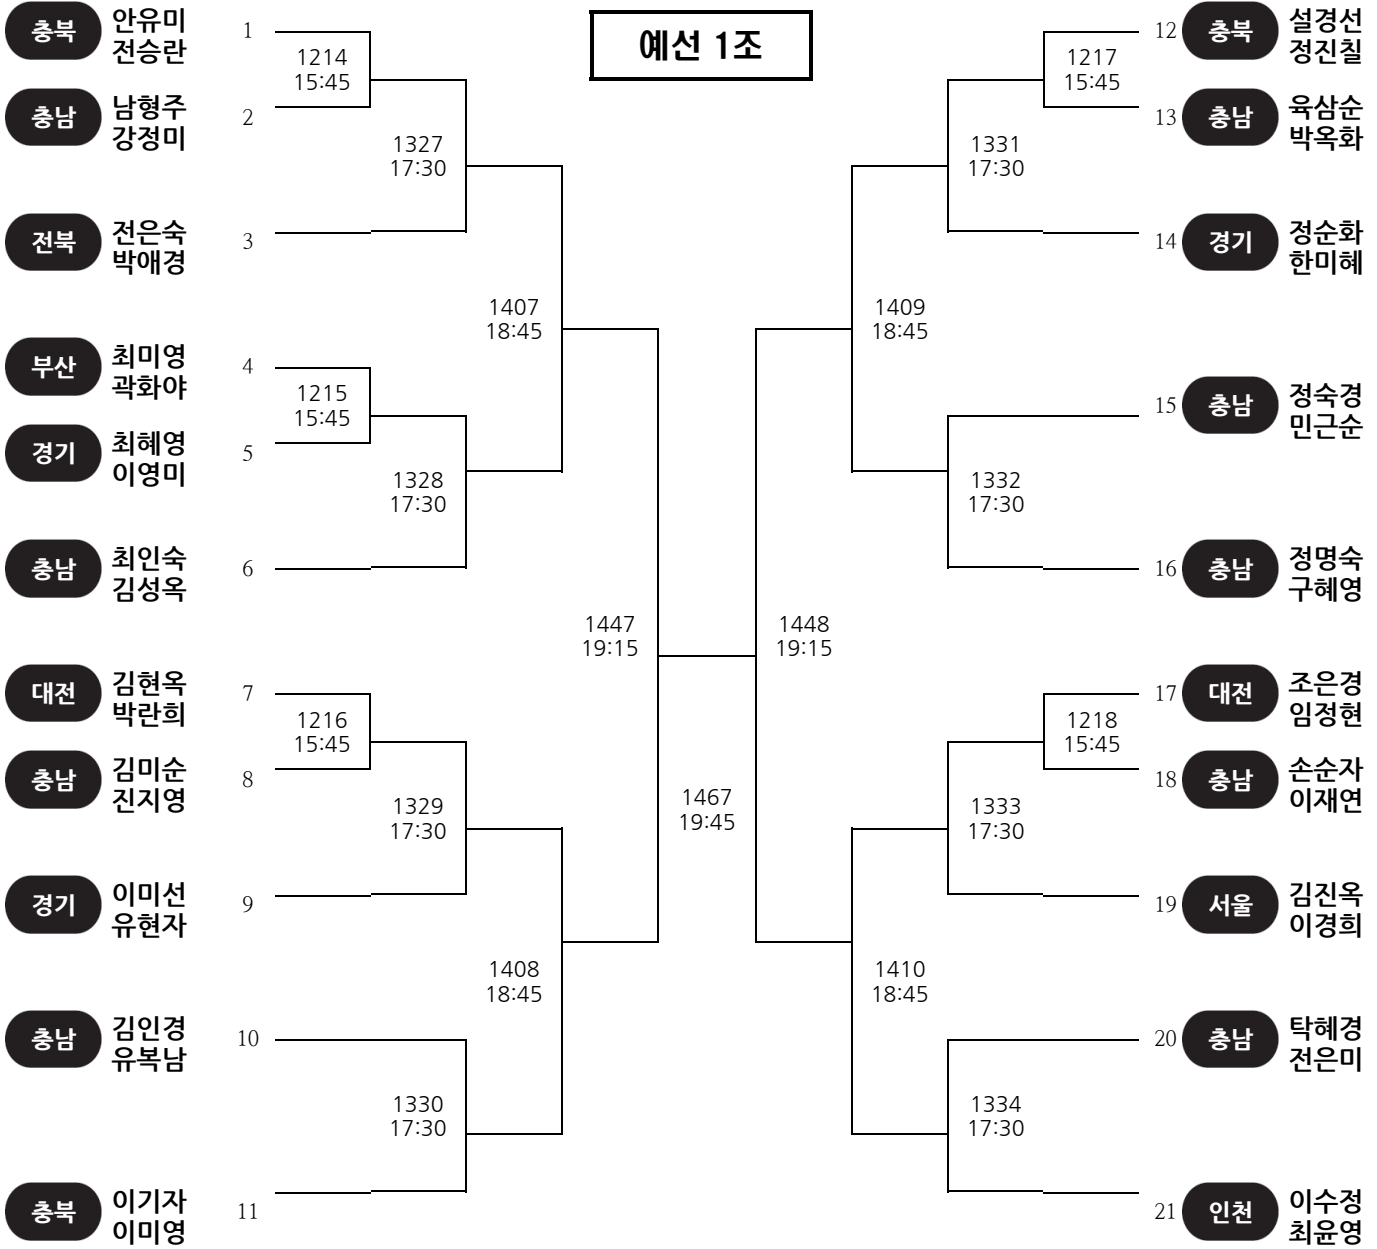 예선 1조
충북
안유미
전승란
1
1214
15:45
충남
남형주
강정미
2
1327
17:30
전북
전은숙
박애경
3
1407
18:45
부산
최미영
곽화야
4
1215
15:45
경기
최혜영
이영미
5
1328
17:30
충남
최인숙
김성옥
6
1447
19:15
대전
김현옥
박란희
7
1216
15:45
충남
김미순
진지영
8
1329
17:30
경기
이미선
유현자
9
1408
18:45
충남
김인경
유복남
10
1330
17:30
충북
이기자
이미영
11
1467
19:45
12
충북
설경선
정진칠
1217
15:45
13
충남
육삼순
박옥화
1331
17:30
14
경기
정순화
한미혜
1409
18:45
15
충남
정숙경
민근순
1332
17:30
16
충남
정명숙
구혜영
1448
19:15
17
대전
조은경
임정현
1218
15:45
18
충남
손순자
이재연
1333
17:30
19
서울
김진옥
이경희
1410
18:45
20
충남
탁혜경
전은미
1334
17:30
21
인천
이수정
최윤영